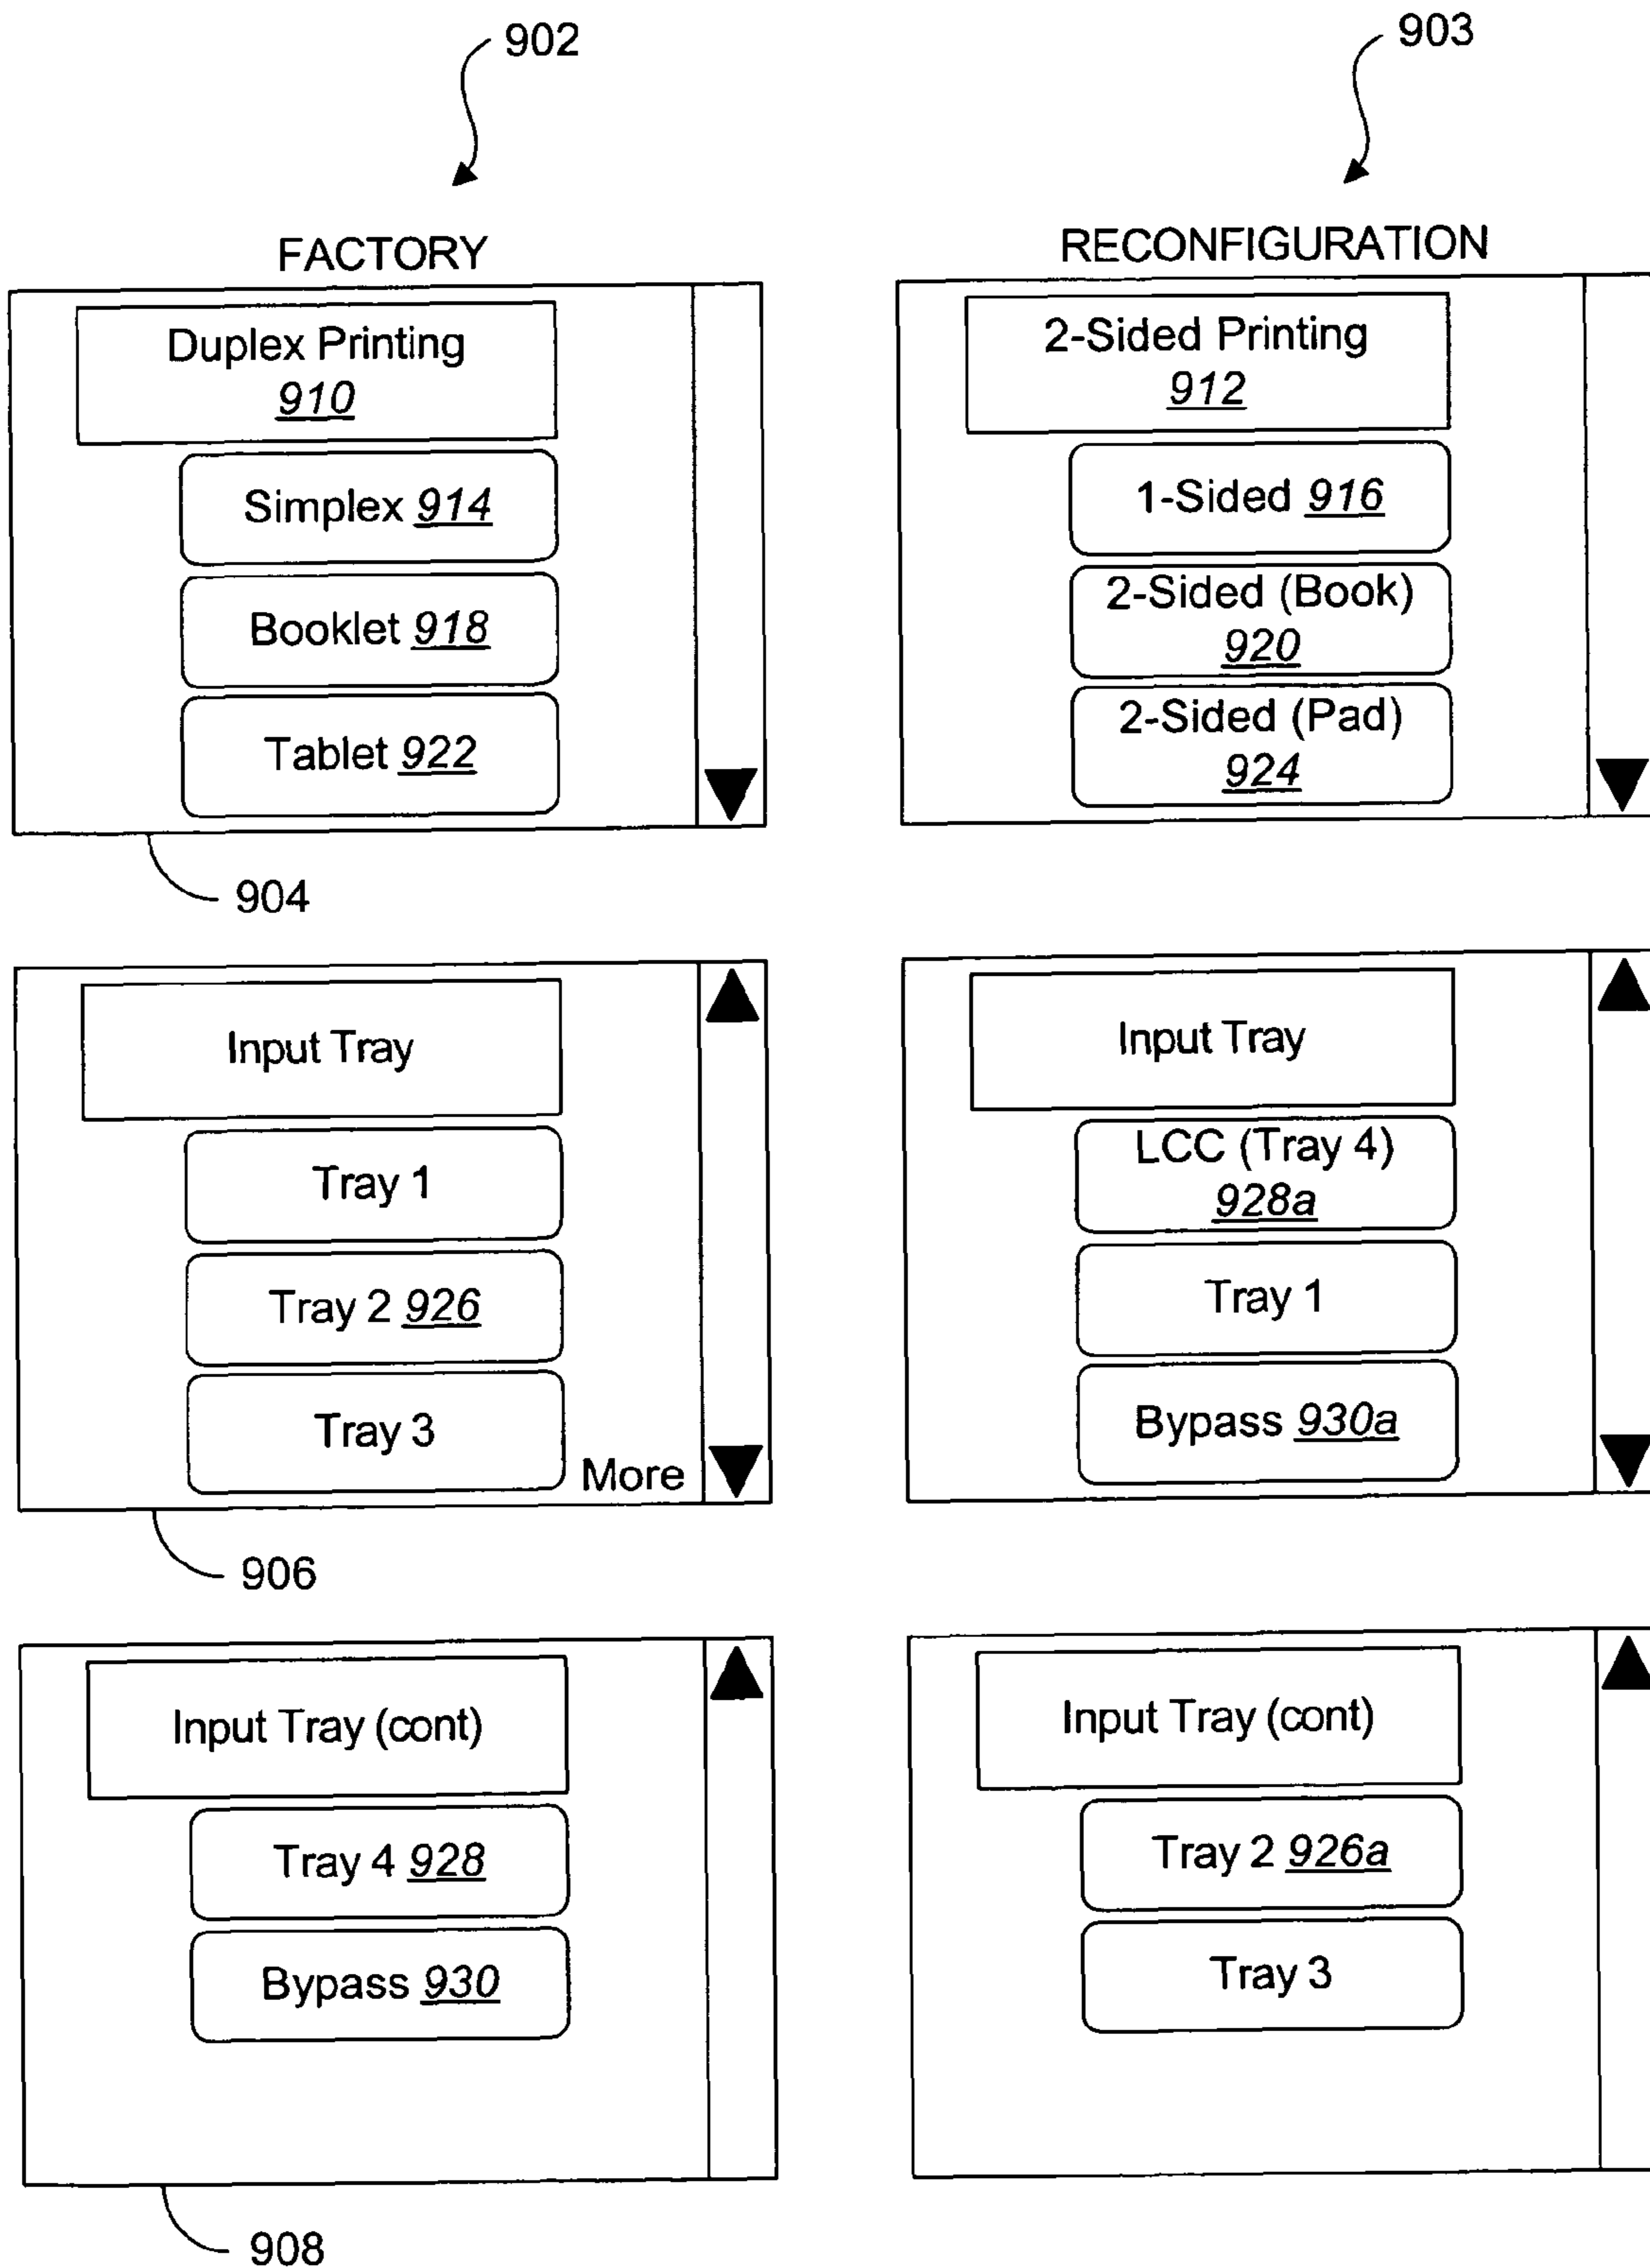 902
903
FACTORY
RECONFIGURATION
Duplex Printing
910
Simplex 914
Booklet 918
Tablet 922
904
2-Sided Printing
912
1-Sided 916
2-Sided (Book)
920
2-Sided (Pad)
924
Input Tray
Tray 1
Tray 2 926
Tray 3
More
906
Input Tray
LCC (Tray 4)
928a
Tray 1
Bypass 930a
Input Tray (cont)
Tray 4 928
Bypass 930
908
Input Tray (cont)
Tray 2 926a
Tray 3